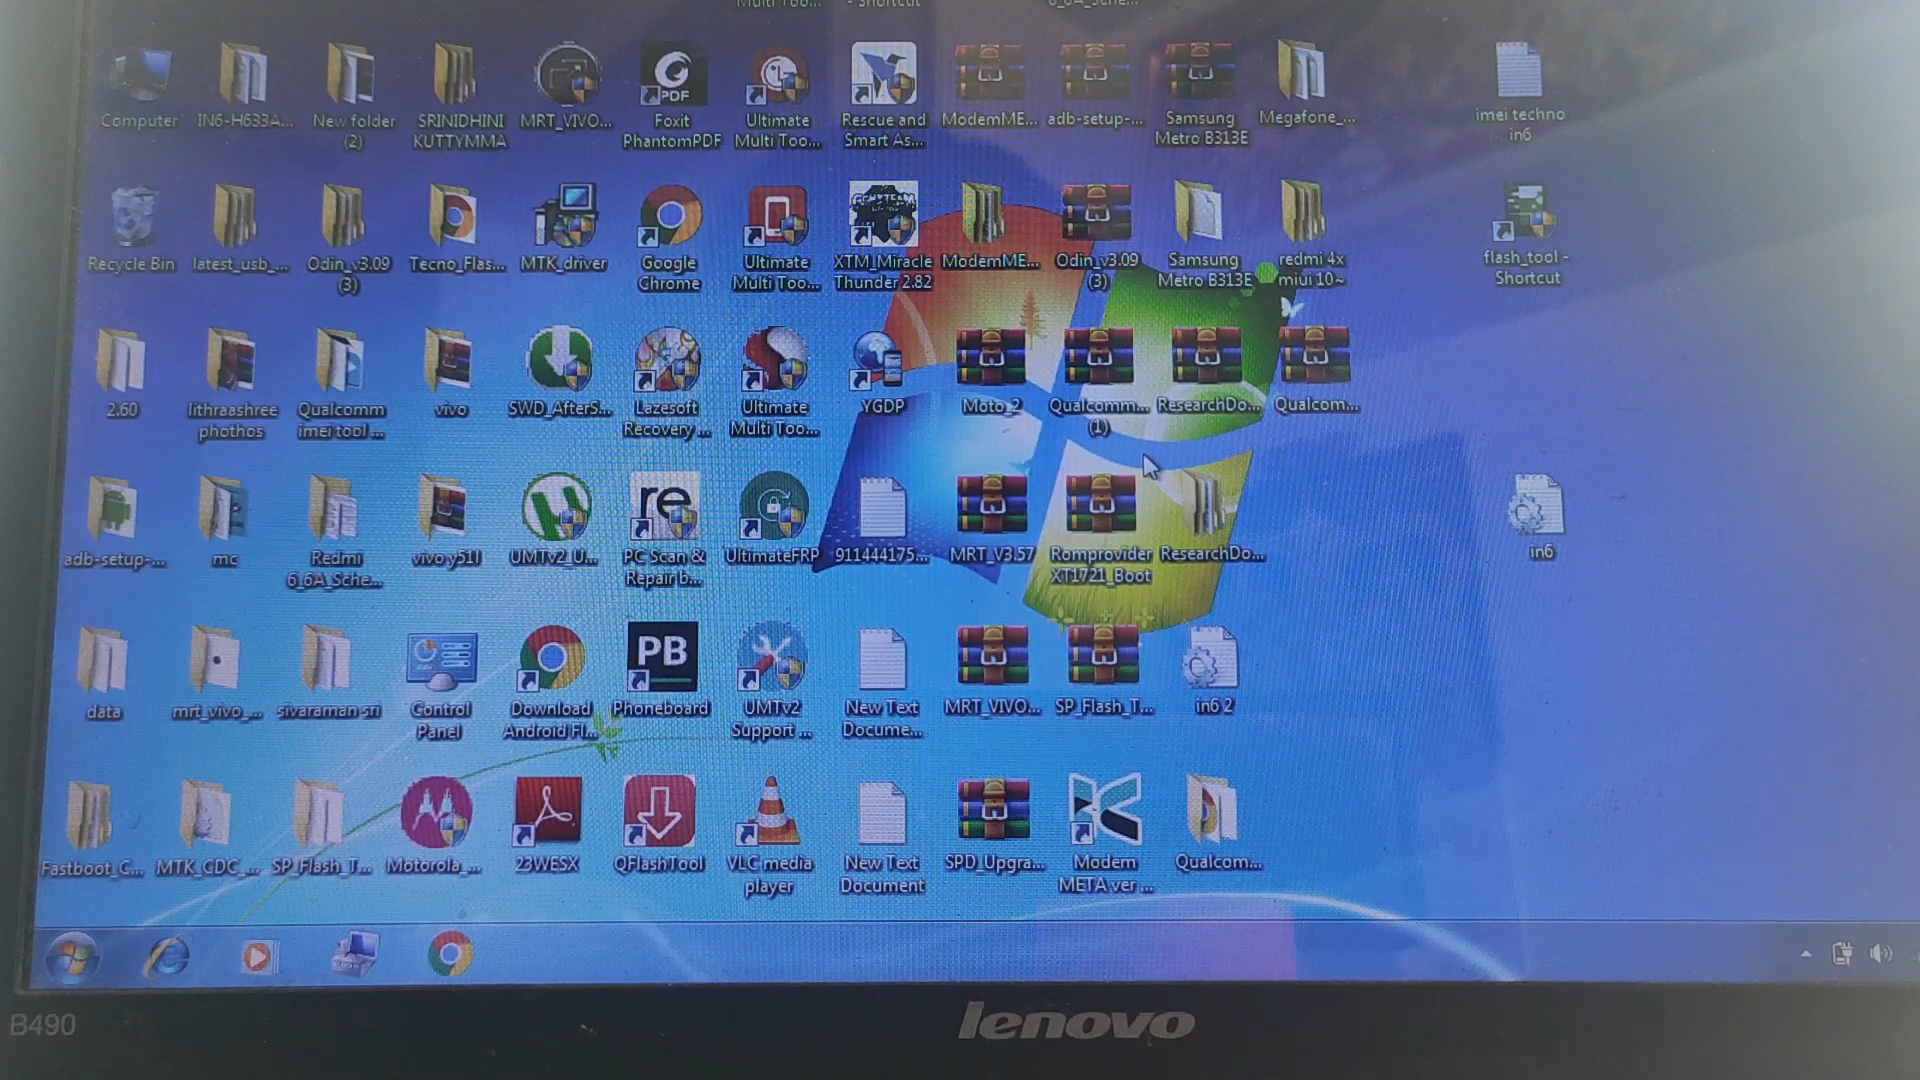 Multi Too...
- Shortcut
6_6A_Sche...
Computer
IN6-H633A...
New folder
(2)
SRINIDHINI
KUTTYMMA
MRT_VIVO...
PDF
Foxit
PhantomPDF
Ultimate
Multi Too...
Rescue and
Smart As...
ModemME...
adb-setup-...
Samsung
Metro B313E
Megafone_...
imei techno
in6
Recycle Bin
latest_usb_...
Odin_v3.09
(3)
Tecno_Flas...
MTK_driver
Google
Chrome
Ultimate
Multi Too...
XTM_Miracle
Thunder 2.82
ModemME...
Odin_v3.09
(3)
Samsung
Metro B313E
redmi 4x
miui 10~
flash_tool -
Shortcut
2.60
lithraashree
phothos
Qualcomm
imei tool ...
vivo
SWD_AfterS...
Lazesoft
Recovery ...
Ultimate
Multi Too...
YGDP
Moto_2
Qualcomm...
(1)
ResearchDo...
Qualcom...
adb-setup-...
mc
Redmi
6_6A_Sche...
vivo y51l
UMTv2_U...
re
PC Scan &
Repair b...
UltimateFRP
911444175...
MRT_V3.57
Romprovider
XT1721_Boot
ResearchDo...
in6
data
mrt_vivo_...
sivaraman sri
Control
Panel
Download
Android Fl...
PB
Phoneboard
UMTv2
Support ...
New Text
Docume...
MRT_VIVO...
SP_Flash_T...
in6 2
Fastboot_C...
MTK_CDC_...
SP_Flash_T...
Motorola_...
23WESX
QFlashTool
VLC media
player
New Text
Document
SPD_Upgra...
Modem
META ver ...
Qualcom...
B490
lenovo